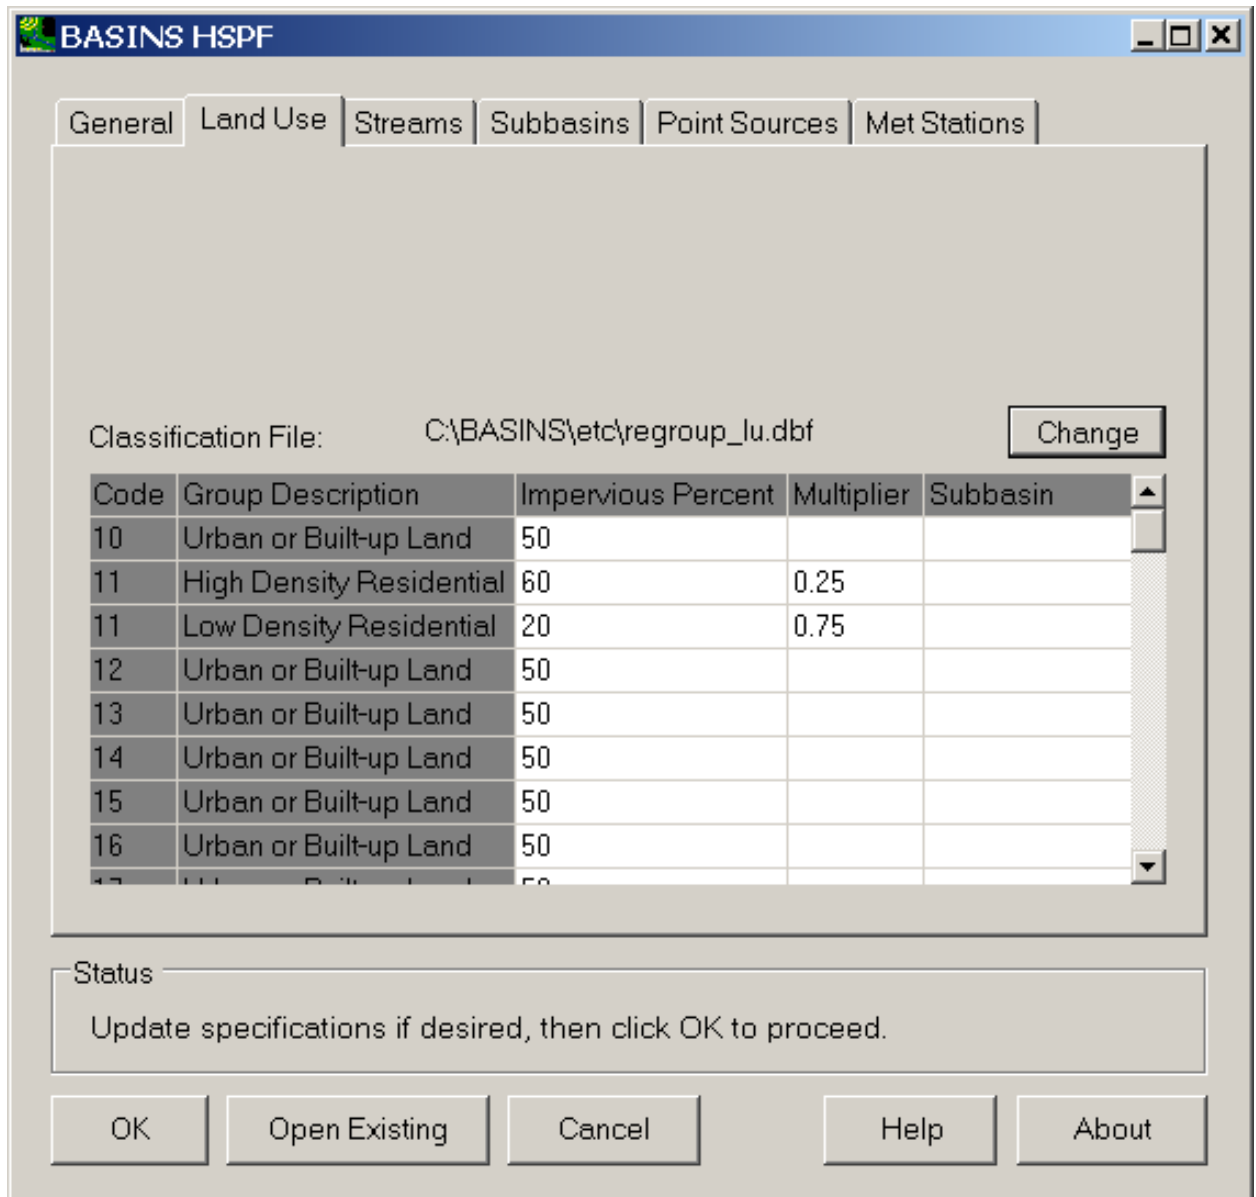 BASINS HSPF
General Land Use Streams Subbasins Point Sources Met Stations
Classification File: C:\BASINS\etc\regroup_lu.dbf Change
Code Group Description Impervious Percent Multiplier Subbasin
10 Urban or Built-up Land 50
11 High Density Residential 60 0.25
11 Low Density Residential 20 0.75
12 Urban or Built-up Land 50
13 Urban or Built-up Land 50
14 Urban or Built-up Land 50
15 Urban or Built-up Land 50
16 Urban or Built-up Land 50
Status
Update specifications if desired, then click OK to proceed.
OK Open Existing Cancel Help About